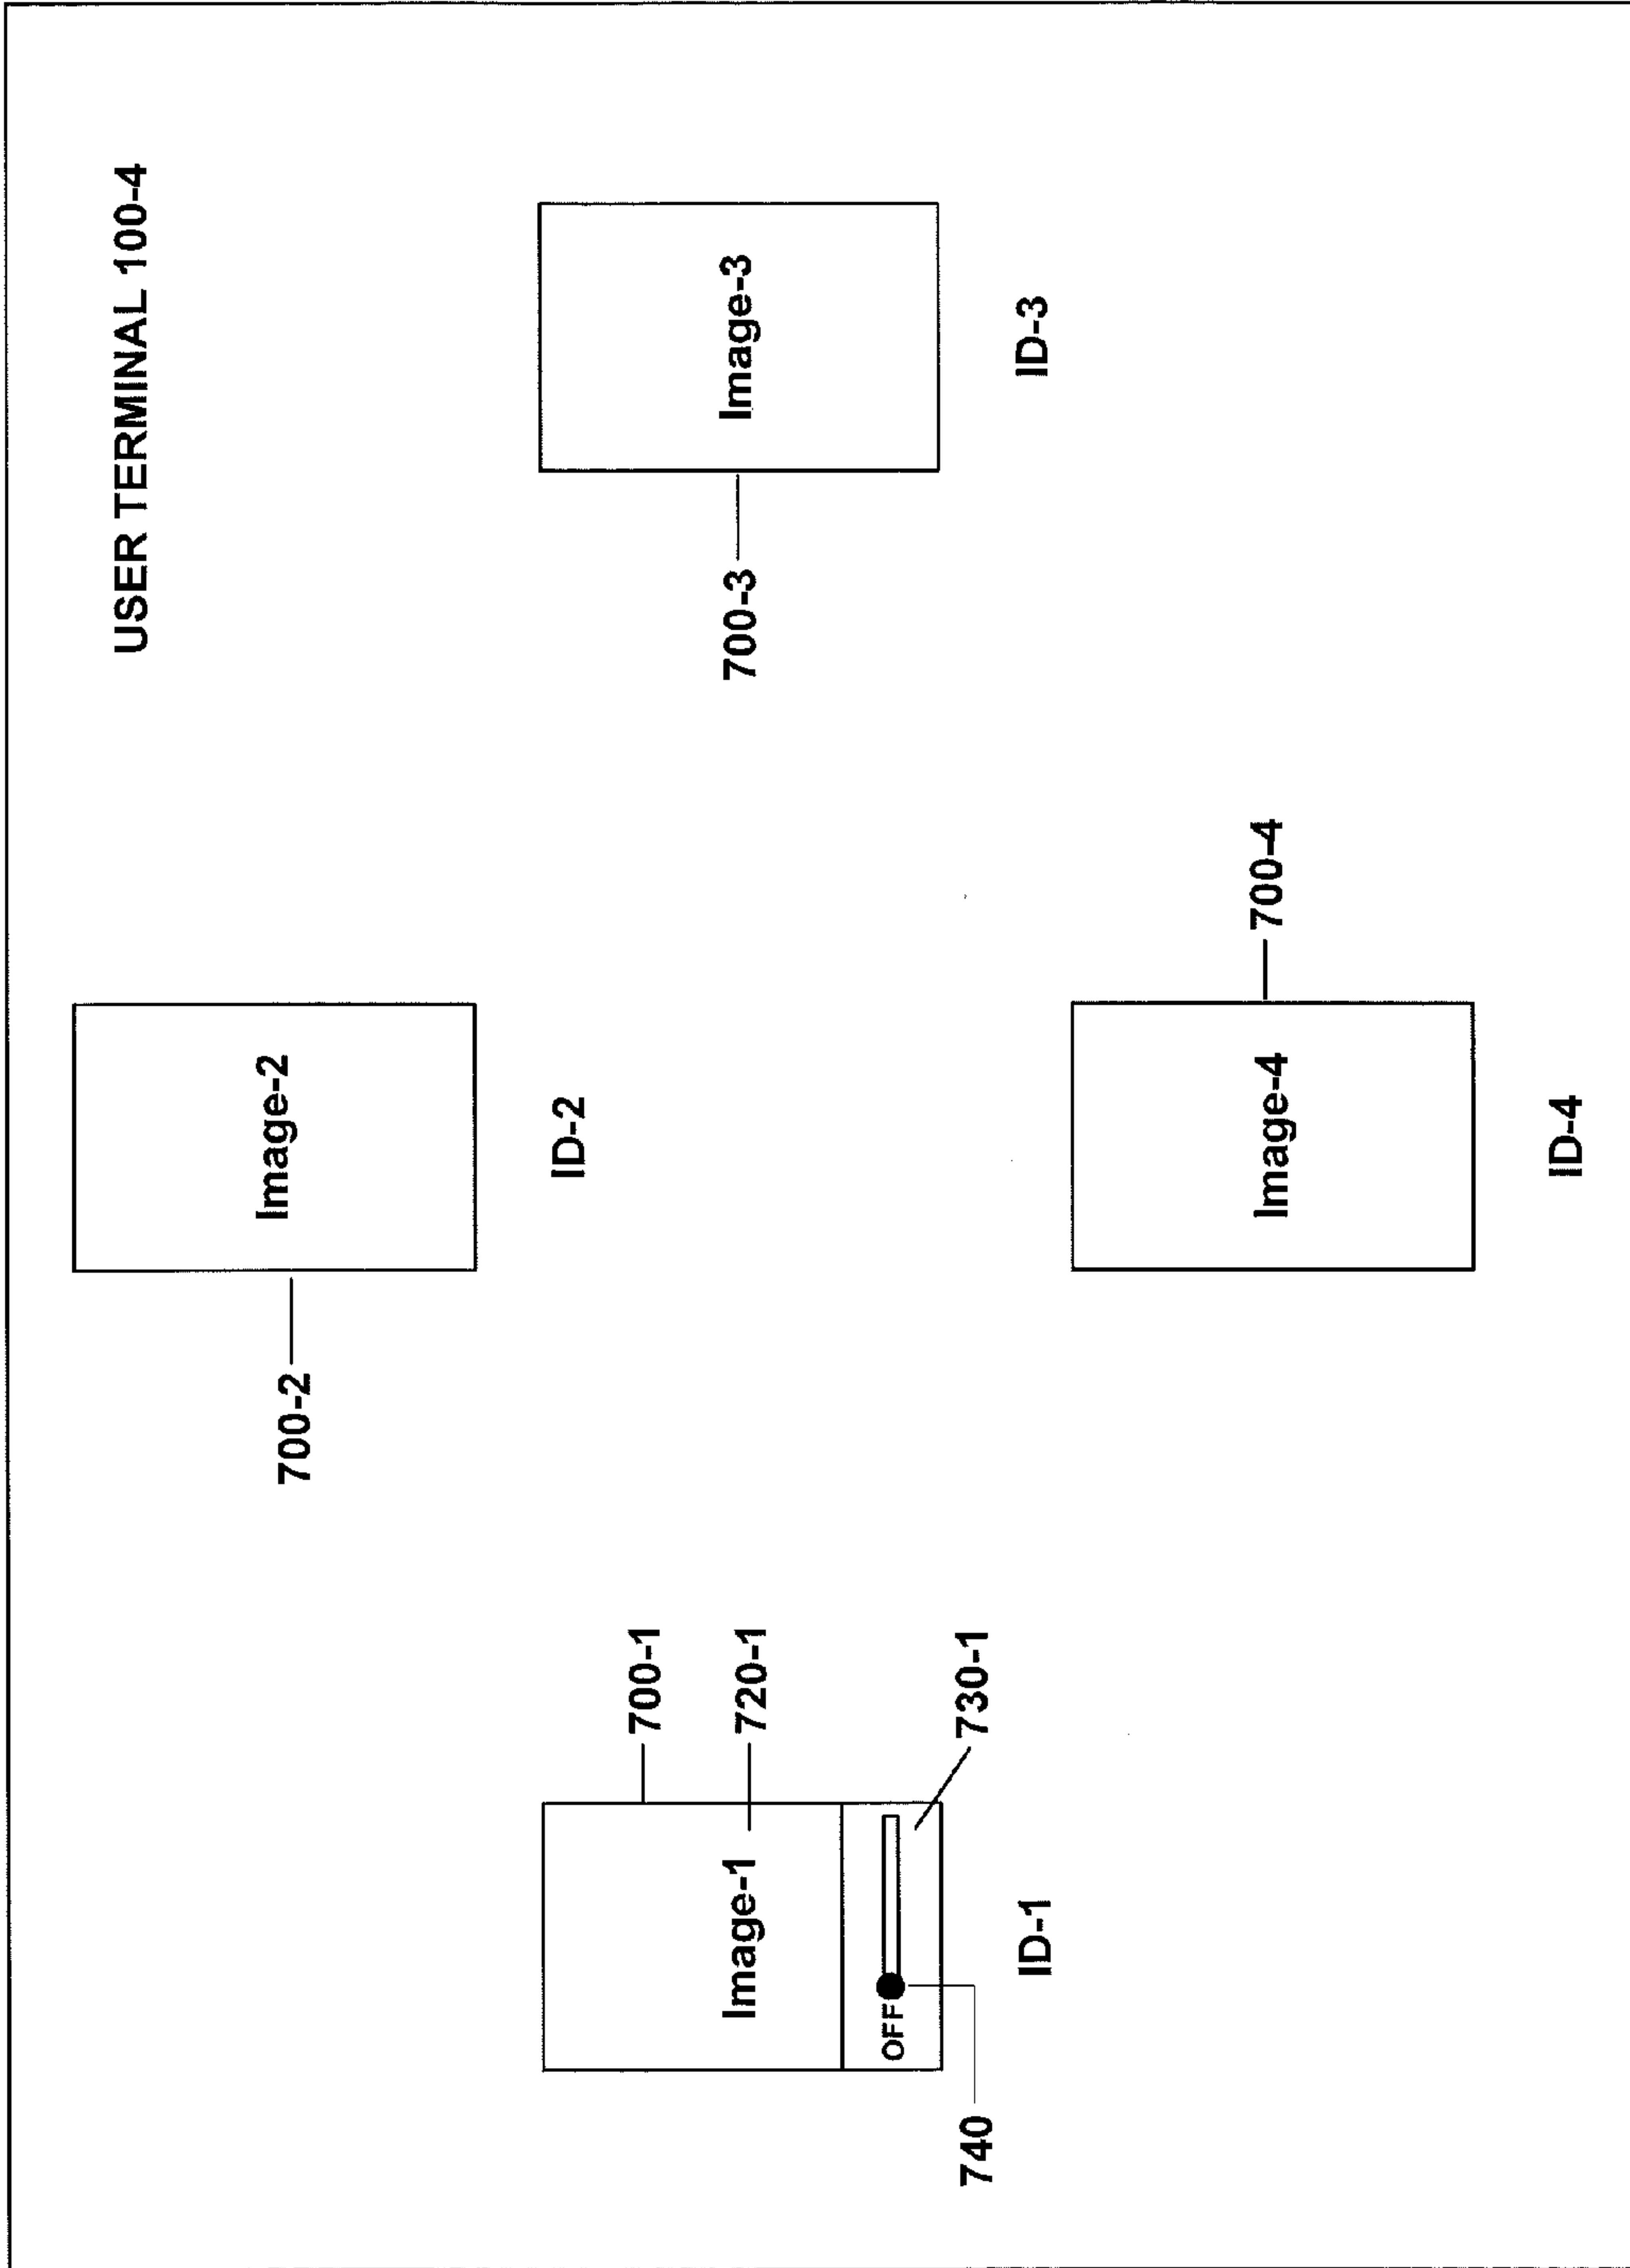 USER TERMINAL 100-4
Image-2
700-2
ID-2
700-1
Image-1
720-1
OFF
730-1
740
ID-1
Image-3
700-3
ID-3
Image-4
700-4
ID-4